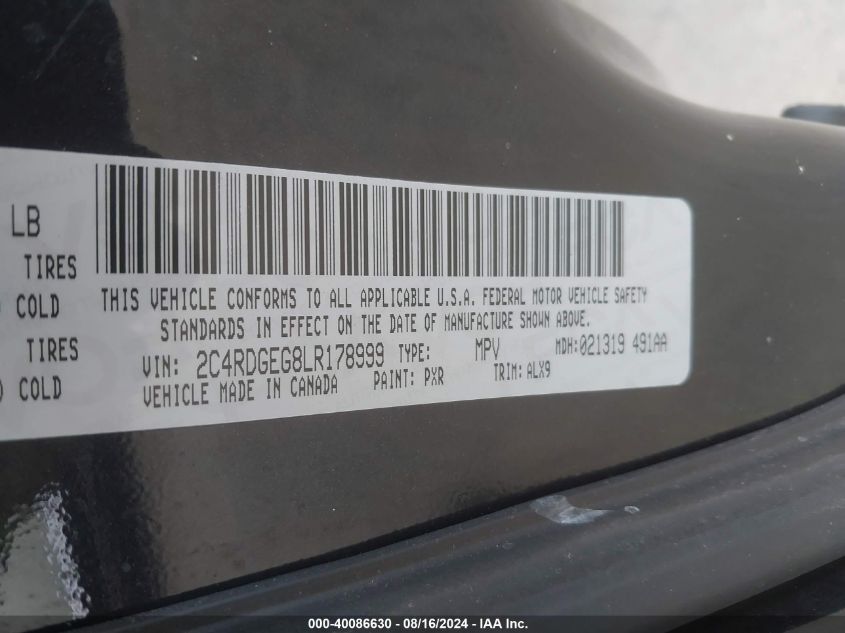 LB
TIRES
COLD
TIRES
COLD
THIS VEHICLE CONFORMS TO ALL APPLICABLE U.S.A. FEDERAL MOTOR VEHICLE SAFETY
STANDARDS IN EFFECT ON THE DATE OF MANUFACTURE SHOWN ABOVE.
VIN: 2C4RDGEG8LR178999 TYPE: MPV MDH:021319 491AA
VEHICLE MADE IN CANADA PAINT: PXR TRIM: ALX9
000-40086630 - 08/16/2024 - IAA Inc.